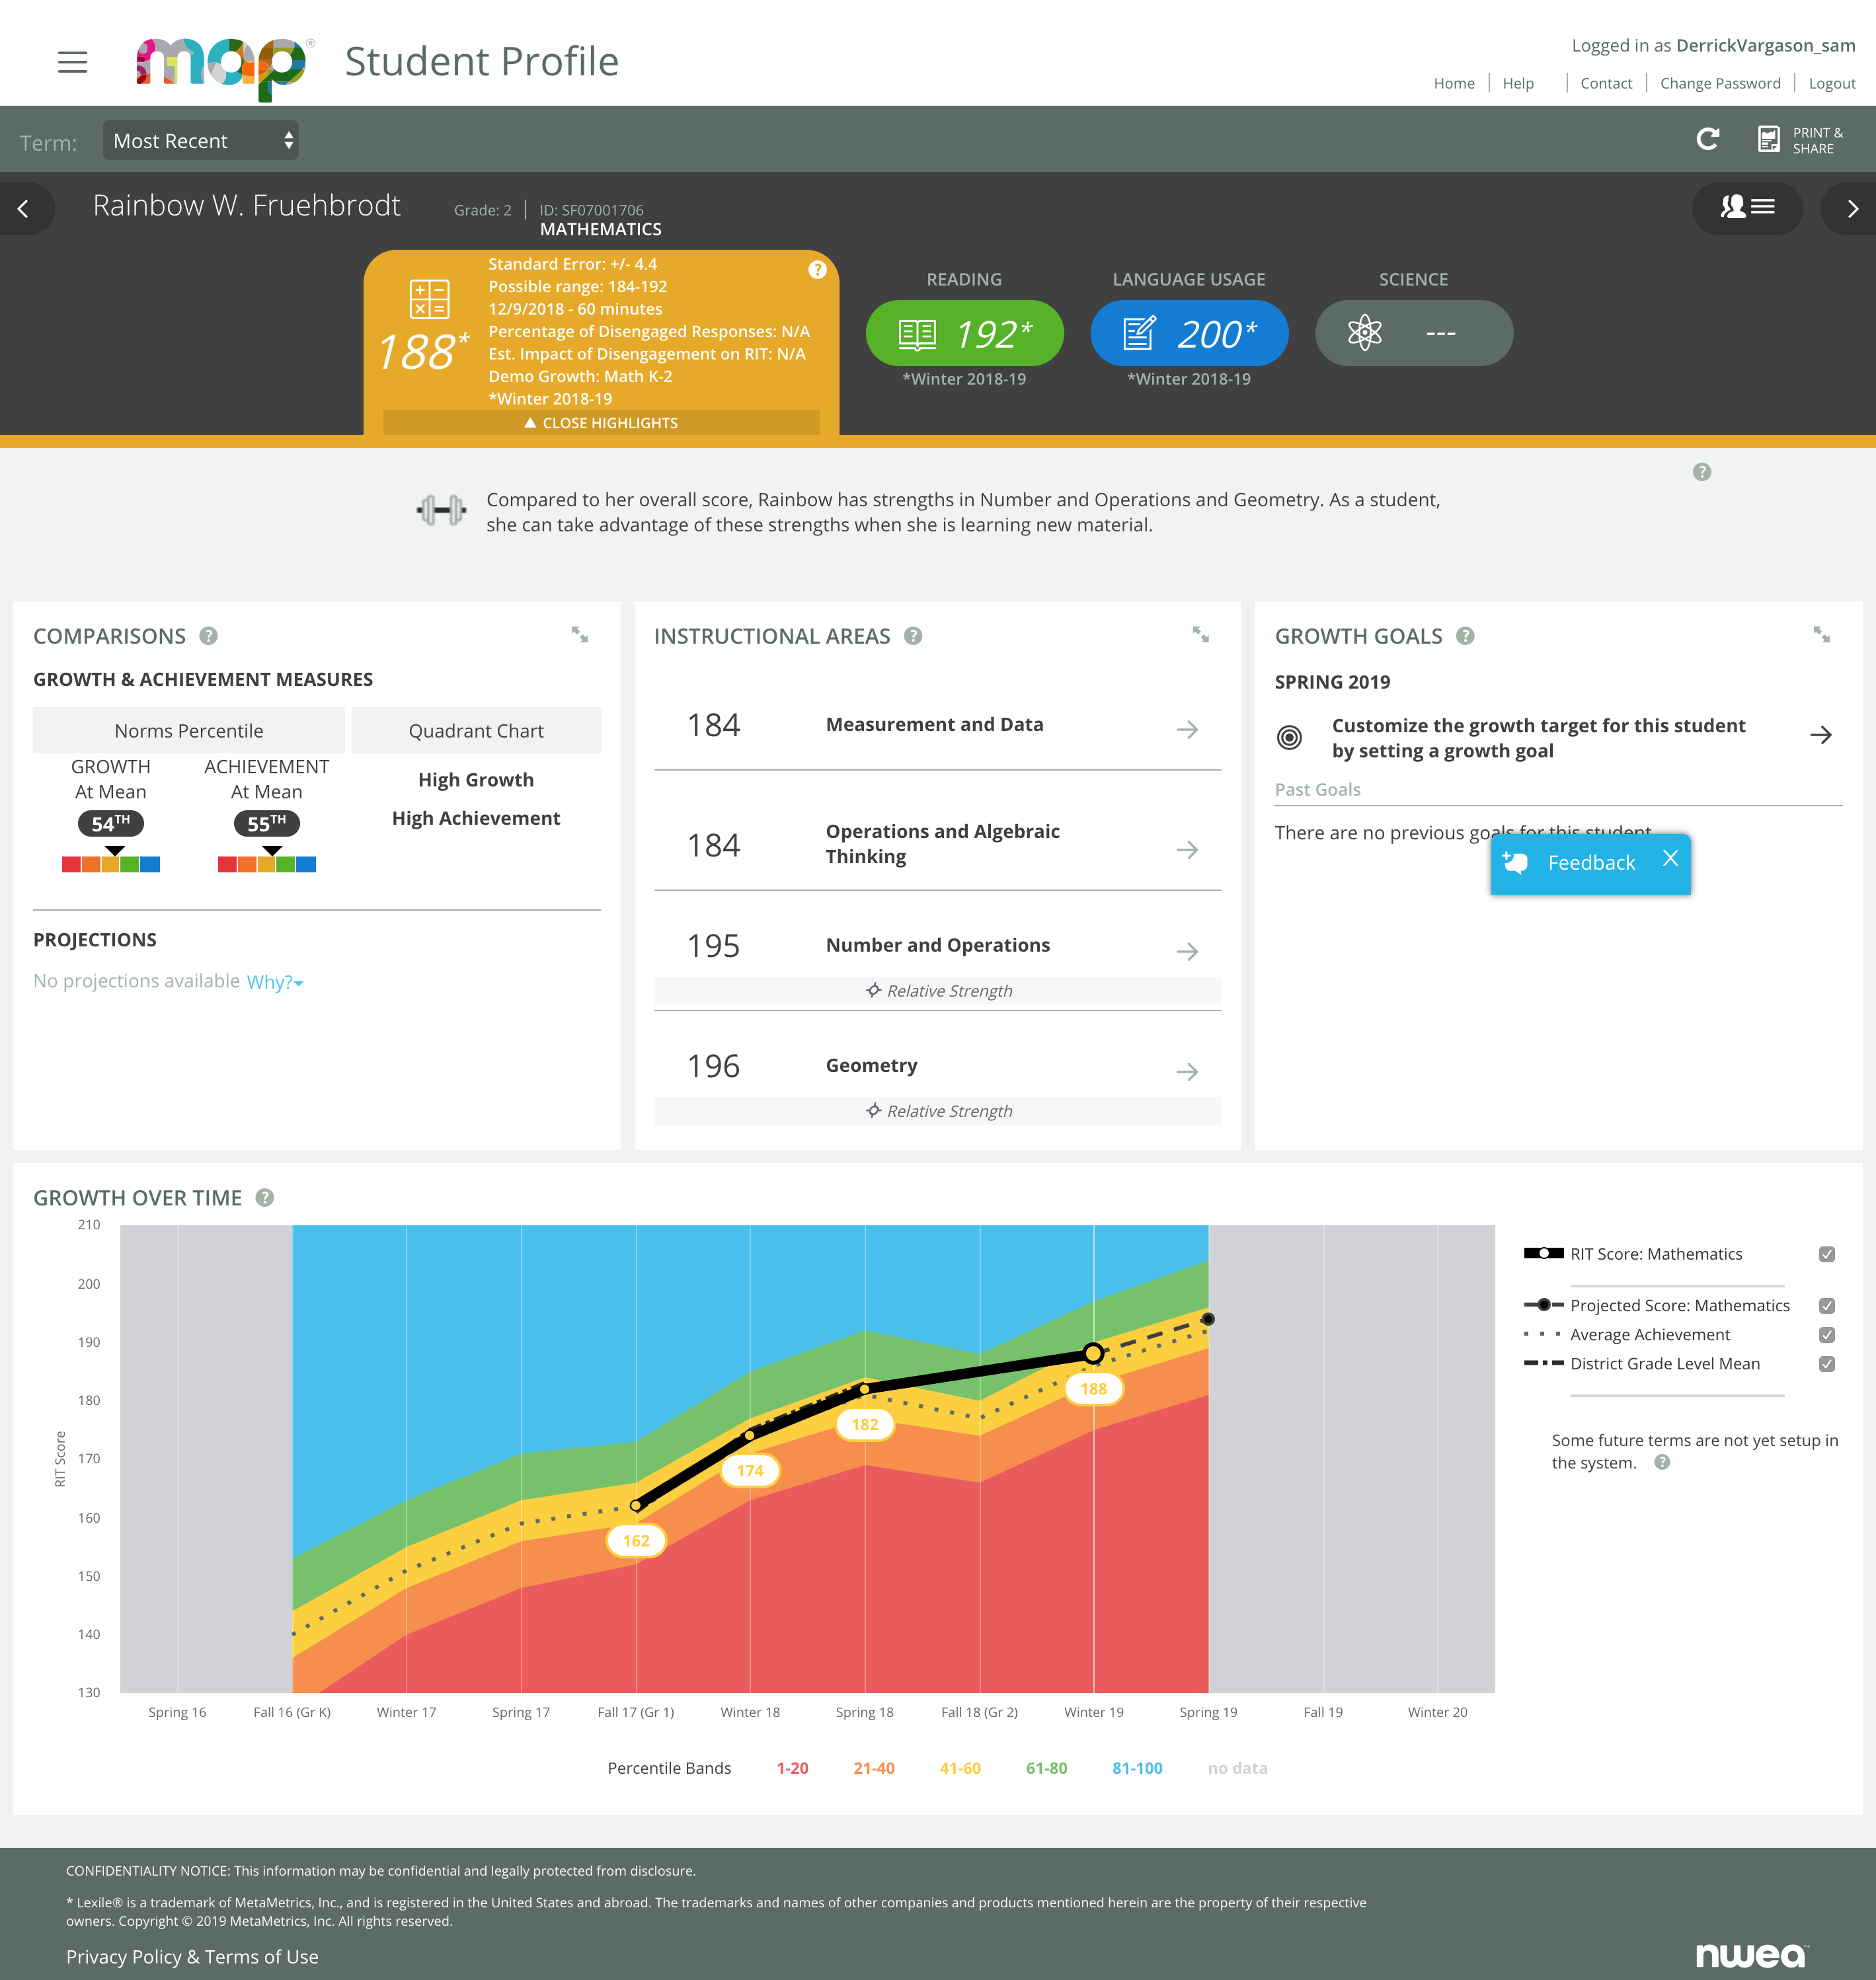 map® Student Profile
Logged in as DerrickVargason_sam
Home Help Contact Change Password Logout
Term: Most Recent
PRINT &
SHARE
Rainbow W. Fruehbrodt Grade: 2 ID: SF07001706
MATHEMATICS
188*
Standard Error: +/- 4.4
Possible range: 184-192
12/9/2018 - 60 minutes
Percentage of Disengaged Responses: N/A
Est. Impact of Disengagement on RIT: N/A
Demo Growth: Math K-2
*Winter 2018-19
CLOSE HIGHLIGHTS
READING
192*
*Winter 2018-19
LANGUAGE USAGE
200*
*Winter 2018-19
SCIENCE
---
Compared to her overall score, Rainbow has strengths in Number and Operations and Geometry. As a student,
she can take advantage of these strengths when she is learning new material.
COMPARISONS
GROWTH & ACHIEVEMENT MEASURES
Norms Percentile Quadrant Chart
GROWTH
At Mean
54TH
ACHIEVEMENT
At Mean
55TH
High Growth
High Achievement
PROJECTIONS
No projections available Why?
INSTRUCTIONAL AREAS
184 Measurement and Data
184 Operations and Algebraic
Thinking
195 Number and Operations
Relative Strength
196 Geometry
Relative Strength
GROWTH GOALS
SPRING 2019
Customize the growth target for this student
by setting a growth goal
Past Goals
There are no previous goals for this student
Feedback X
GROWTH OVER TIME
RIT Score
210
200
190
180
170
160
150
140
130
162
174
182
188
Spring 16 Fall 16 (Gr K) Winter 17 Spring 17 Fall 17 (Gr 1) Winter 18 Spring 18 Fall 18 (Gr 2) Winter 19 Spring 19 Fall 19 Winter 20
RIT Score: Mathematics
Projected Score: Mathematics
Average Achievement
District Grade Level Mean
Some future terms are not yet setup in
the system.
Percentile Bands 1-20 21-40 41-60 61-80 81-100 no data
CONFIDENTIALITY NOTICE: This information may be confidential and legally protected from disclosure.
* Lexile® is a trademark of MetaMetrics, Inc., and is registered in the United States and abroad. The trademarks and names of other companies and products mentioned herein are the property of their respective
owners. Copyright © 2019 MetaMetrics, Inc. All rights reserved.
Privacy Policy & Terms of Use
nwea™